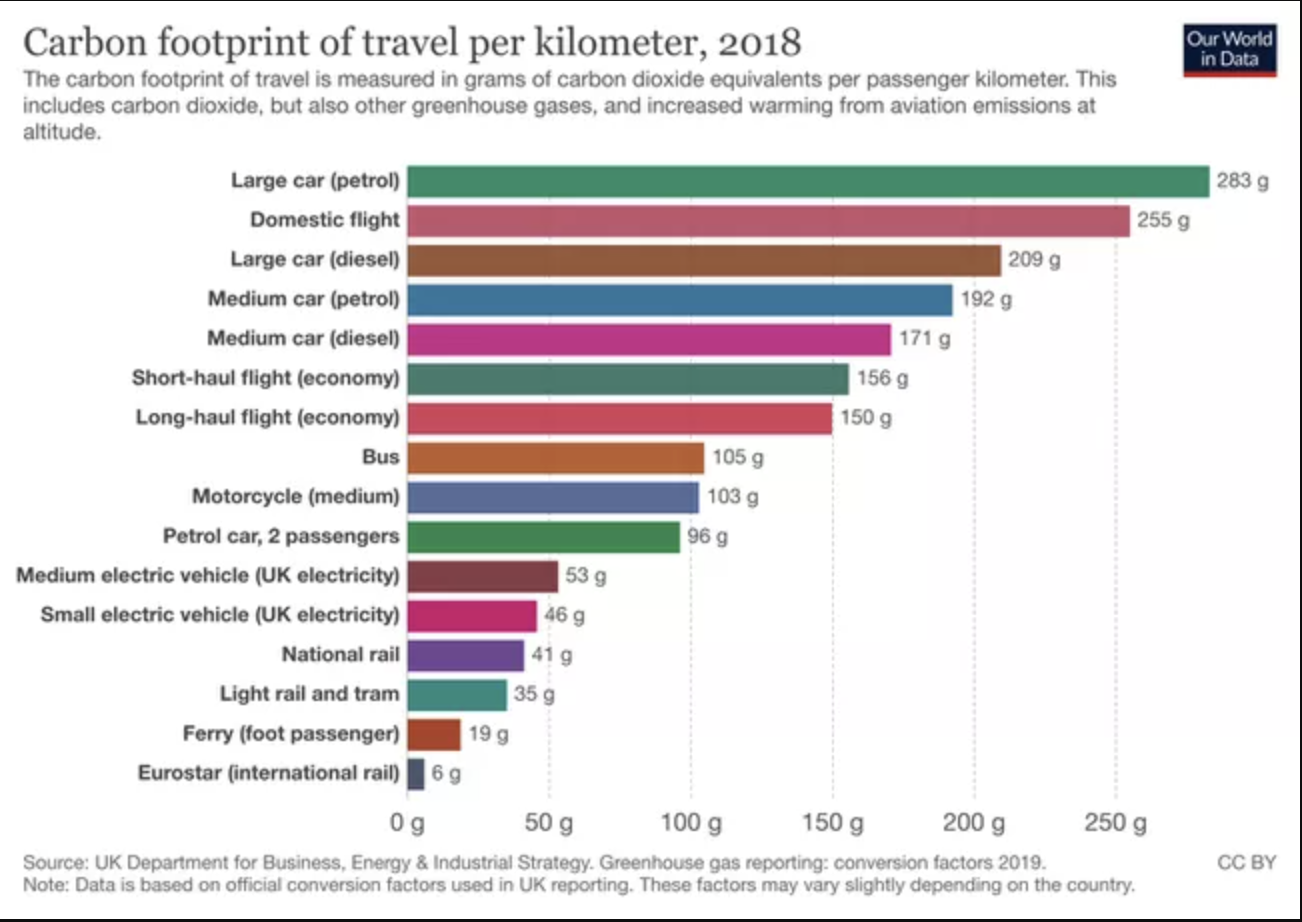 Carbon footprint of travel per kilometer, 2018
Our World
in Data
The carbon footprint of travel is measured in grams of carbon dioxide equivalents per passenger kilometer. This
includes carbon dioxide, but also other greenhouse gases, and increased warming from aviation emissions at
altitude.
Large car (petrol) 283 g
Domestic flight 255 g
Large car (diesel) 209 g
Medium car (petrol) 192 g
Medium car (diesel) 171 g
Short-haul flight (economy) 156 g
Long-haul flight (economy) 150 g
Bus 105 g
Motorcycle (medium) 103 g
Petrol car, 2 passengers 96 g
Medium electric vehicle (UK electricity) 53 g
Small electric vehicle (UK electricity) 46 g
National rail 41 g
Light rail and tram 35 g
Ferry (foot passenger) 19 g
Eurostar (international rail) 6 g
0 g 50 g 100 g 150 g 200 g 250 g
Source: UK Department for Business, Energy & Industrial Strategy. Greenhouse gas reporting: conversion factors 2019. CC BY
Note: Data is based on official conversion factors used in UK reporting. These factors may vary slightly depending on the country.